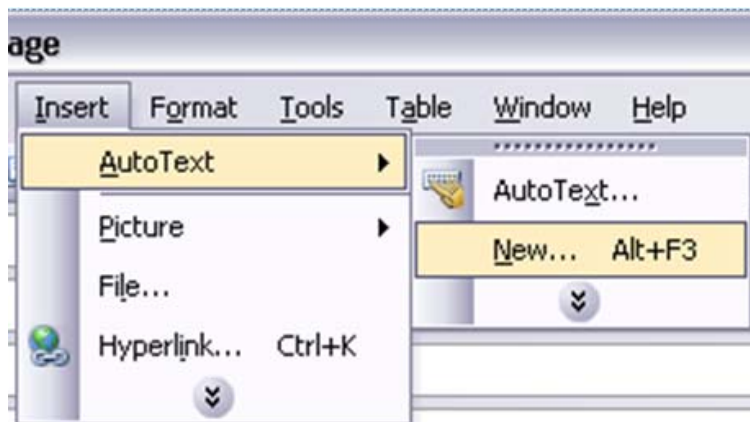 age
Insert Format Tools Table Window Help
AutoText
AutoText...
Picture
New... Alt+F3
File...
Hyperlink... Ctrl+K